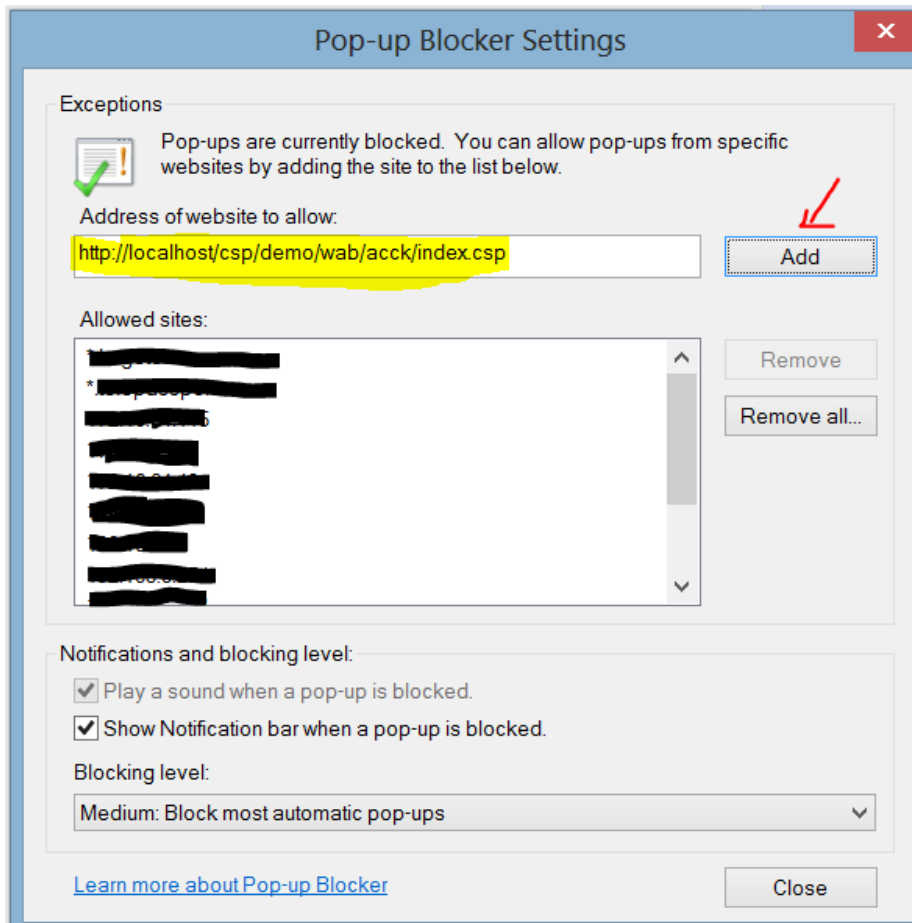 Pop-up Blocker Settings
Exceptions
Pop-ups are currently blocked. You can allow pop-ups from specific
websites by adding the site to the list below.
Address of website to allow:
http://localhost/csp/demo/wab/acck/index.csp
Add
Allowed sites:
Remove
Remove all...
Notifications and blocking level:
Play a sound when a pop-up is blocked.
Show Notification bar when a pop-up is blocked.
Blocking level:
Medium: Block most automatic pop-ups
Learn more about Pop-up Blocker
Close